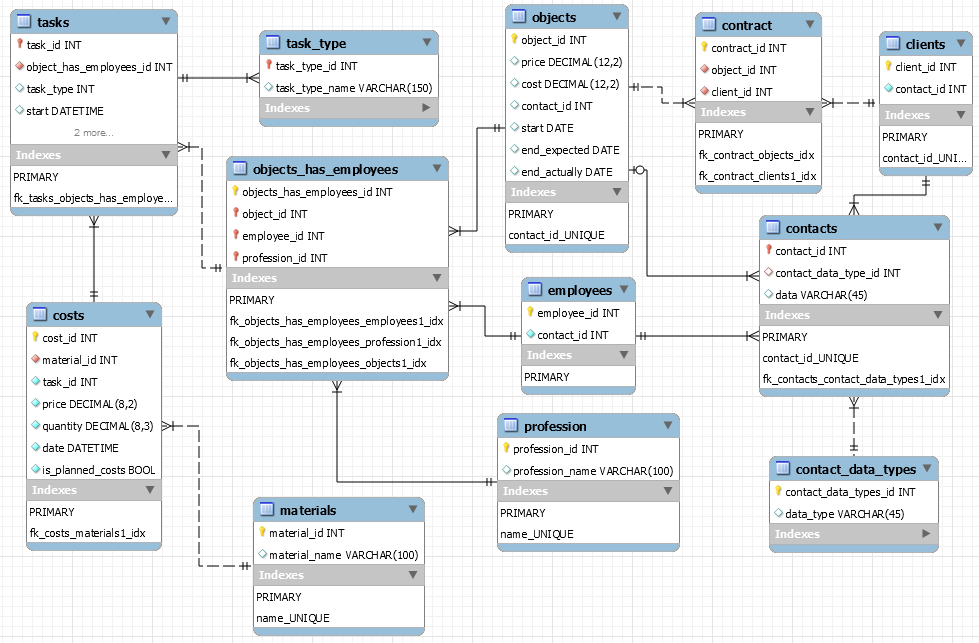 tasks
task_id INT
object_has_employees_id INT
task_type INT
start DATETIME
2 more...
Indexes
PRIMARY
fk_tasks_objects_has_employe...
task_type
task_type_id INT
task_type_name VARCHAR(150)
Indexes
objects
object_id INT
price DECIMAL(12,2)
cost DECIMAL(12,2)
contact_id INT
start DATE
end_expected DATE
end_actually DATE
Indexes
PRIMARY
contact_id_UNIQUE
contract
contract_id INT
object_id INT
client_id INT
Indexes
PRIMARY
fk_contract_objects_idx
fk_contract_clients1_idx
clients
client_id INT
contact_id INT
Indexes
PRIMARY
contact_id_UNI...
objects_has_employees
objects_has_employees_id INT
object_id INT
employee_id INT
profession_id INT
Indexes
PRIMARY
fk_objects_has_employees_employees1_idx
fk_objects_has_employees_profession1_idx
fk_objects_has_employees_objects1_idx
contacts
contact_id INT
contact_data_type_id INT
data VARCHAR(45)
Indexes
PRIMARY
contact_id_UNIQUE
fk_contacts_contact_data_types1_idx
employees
employee_id INT
contact_id INT
Indexes
PRIMARY
costs
cost_id INT
material_id INT
task_id INT
price DECIMAL(8,2)
quantity DECIMAL(8,3)
date DATETIME
is_planned_costs BOOL
Indexes
PRIMARY
fk_costs_materials1_idx
profession
profession_id INT
profession_name VARCHAR(100)
Indexes
PRIMARY
name_UNIQUE
contact_data_types
contact_data_types_id INT
data_type VARCHAR(45)
Indexes
materials
material_id INT
material_name VARCHAR(100)
Indexes
PRIMARY
name_UNIQUE